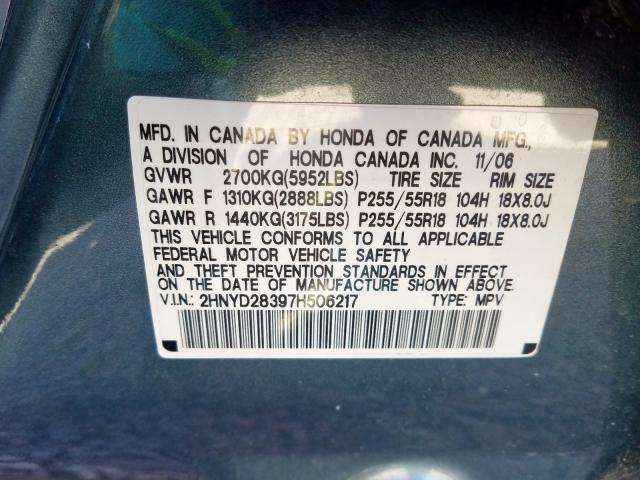 MFD. IN CANADA BY HONDA OF CANADA MFG.,
A DIVISION OF HONDA CANADA INC. 11/06
GVWR 2700KG(5952LBS) TIRE SIZE RIM SIZE
GAWR F 1310KG(2888LBS) P255/55R18 104H 18X8.0J
GAWR R 1440KG(3175LBS) P255/55R18 104H 18X8.0J
THIS VEHICLE CONFORMS TO ALL APPLICABLE
FEDERAL MOTOR VEHICLE SAFETY
AND THEFT PREVENTION STANDARDS IN EFFECT
ON THE DATE OF MANUFACTURE SHOWN ABOVE.
V.I.N.: 2HNYD28397H506217 TYPE: MPV